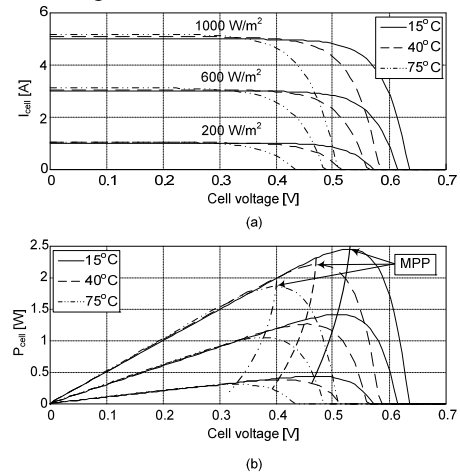 6
4
2
0
I_cell [A]
1000 W/m²
600 W/m²
200 W/m²
15°C
40°C
75°C
0 0.1 0.2 0.3 0.4 0.5 0.6 0.7
Cell voltage [V]
(a)
2.5
2
1.5
1
0.5
0
P_cell [W]
15°C
40°C
75°C
MPP
0 0.1 0.2 0.3 0.4 0.5 0.6 0.7
Cell voltage [V]
(b)